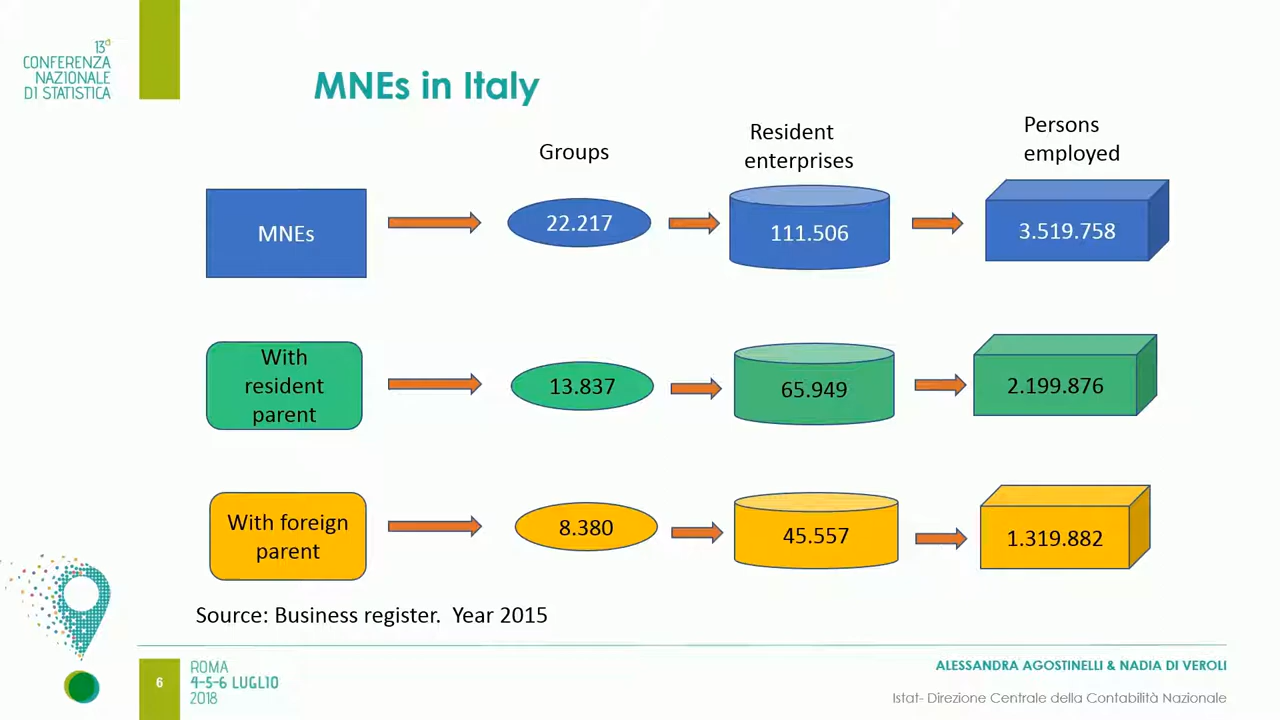 13ª
CONFERENZA
NAZIONALE
DI STATISTICA
MNEs in Italy
Groups
Resident
enterprises
Persons
employed
MNEs
22.217
111.506
3.519.758
With
resident
parent
13.837
65.949
2.199.876
With foreign
parent
8.380
45.557
1.319.882
Source: Business register. Year 2015
6
ROMA
4-5-6 LUGLIO
2018
ALESSANDRA AGOSTINELLI & NADIA DI VEROLI
Istat- Direzione Centrale della Contabilità Nazionale